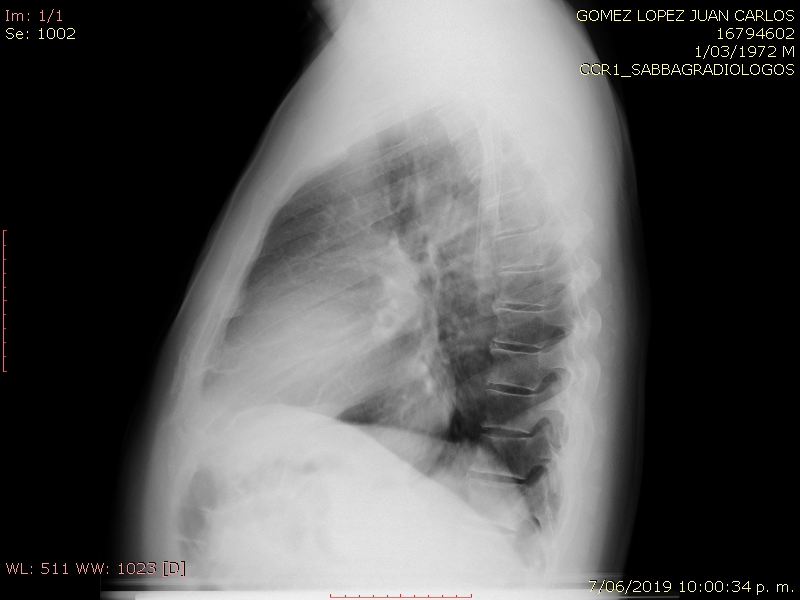 Im: 1/1
Se: 1002
GOMEZ LOPEZ JUAN CARLOS
16794602
1/03/1972 M
CCR1_SABBAGRADIOLOGOS
WL: 511 WW: 1023 [D]
7/06/2019 10:00:34 p. m.